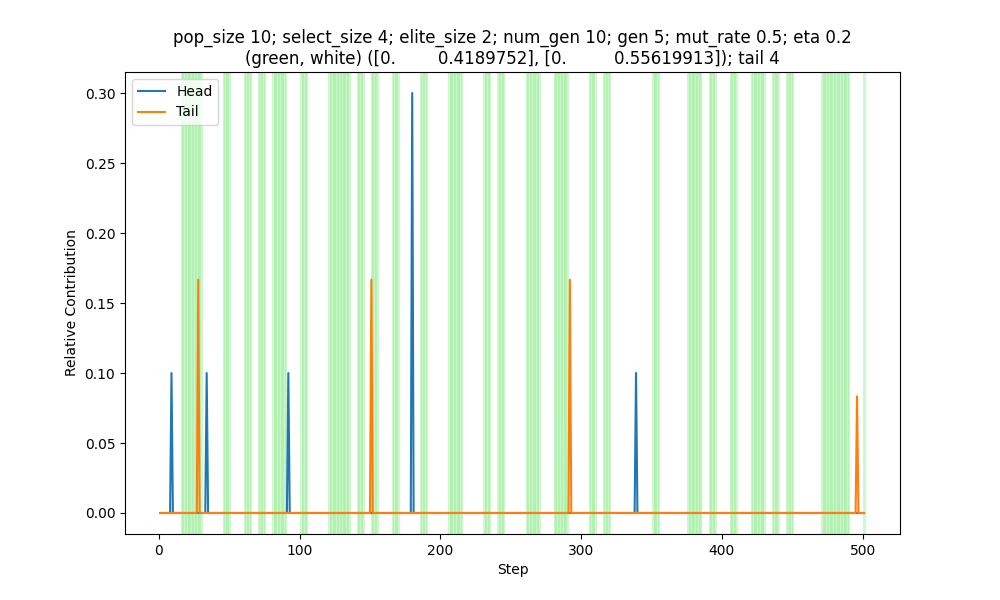 pop_size 10; select_size 4; elite_size 2; num_gen 10; gen 5; mut_rate 0.5; eta 0.2
(green, white) ([0.         0.4189752], [0.          0.55619913]); tail 4
Head
Tail
0.30
0.25
0.20
0.15
0.10
0.05
0.00
Relative Contribution
0 100 200 300 400 500
Step